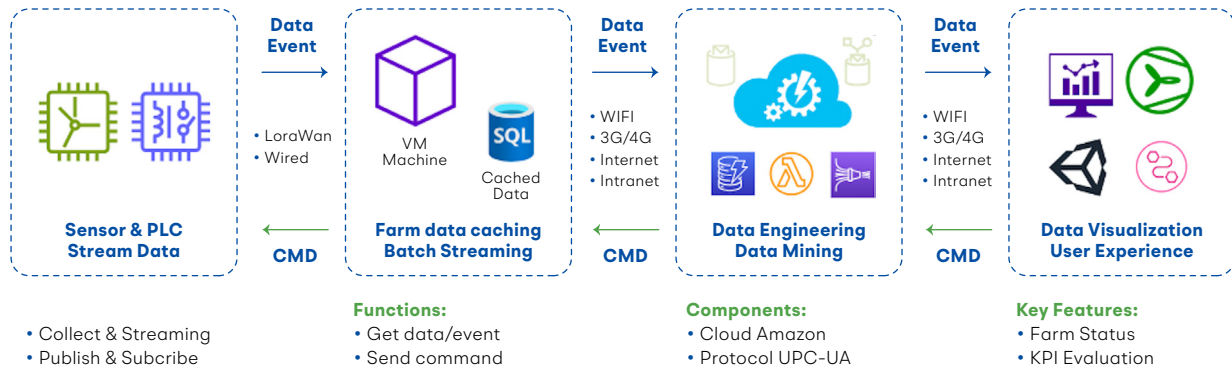 Data
Event
LoraWan
Wired
CMD
Sensor & PLC
Stream Data
• Collect & Streaming
• Publish & Subcribe
VM
Machine
SQL
Cached
Data
Farm data caching
Batch Streaming
Functions:
• Get data/event
• Send command
Data
Event
• WIFI
• 3G/4G
• Internet
• Intranet
CMD
Data Engineering
Data Mining
Components:
• Cloud Amazon
• Protocol UPC-UA
Data
Event
• WIFI
• 3G/4G
• Internet
• Intranet
CMD
Data Visualization
User Experience
Key Features:
• Farm Status
• KPI Evaluation